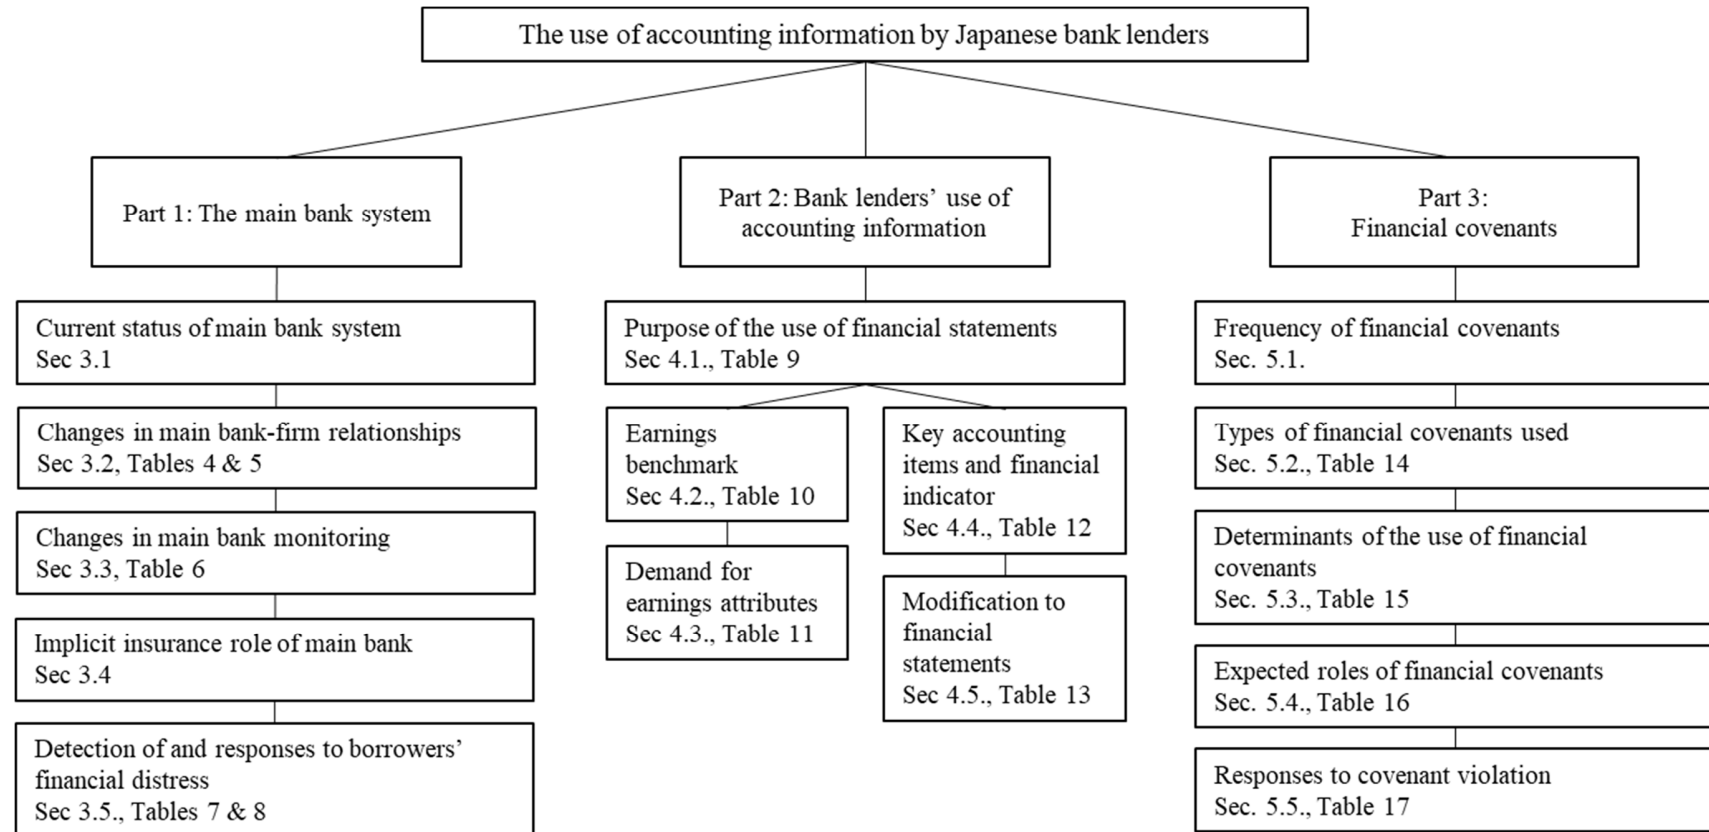 The use of accounting information by Japanese bank lenders
Part 1: The main bank system
Current status of main bank system
Sec 3.1
Changes in main bank-firm relationships
Sec 3.2, Tables 4 & 5
Changes in main bank monitoring
Sec 3.3, Table 6
Implicit insurance role of main bank
Sec 3.4
Detection of and responses to borrowers’
financial distress
Sec 3.5., Tables 7 & 8
Part 2: Bank lenders’ use of
accounting information
Purpose of the use of financial statements
Sec 4.1., Table 9
Earnings
benchmark
Sec 4.2., Table 10
Demand for
earnings attributes
Sec 4.3., Table 11
Key accounting
items and financial
indicator
Sec 4.4., Table 12
Modification to
financial
statements
Sec 4.5., Table 13
Part 3:
Financial covenants
Frequency of financial covenants
Sec. 5.1.
Types of financial covenants used
Sec. 5.2., Table 14
Determinants of the use of financial
covenants
Sec. 5.3., Table 15
Expected roles of financial covenants
Sec. 5.4., Table 16
Responses to covenant violation
Sec. 5.5., Table 17